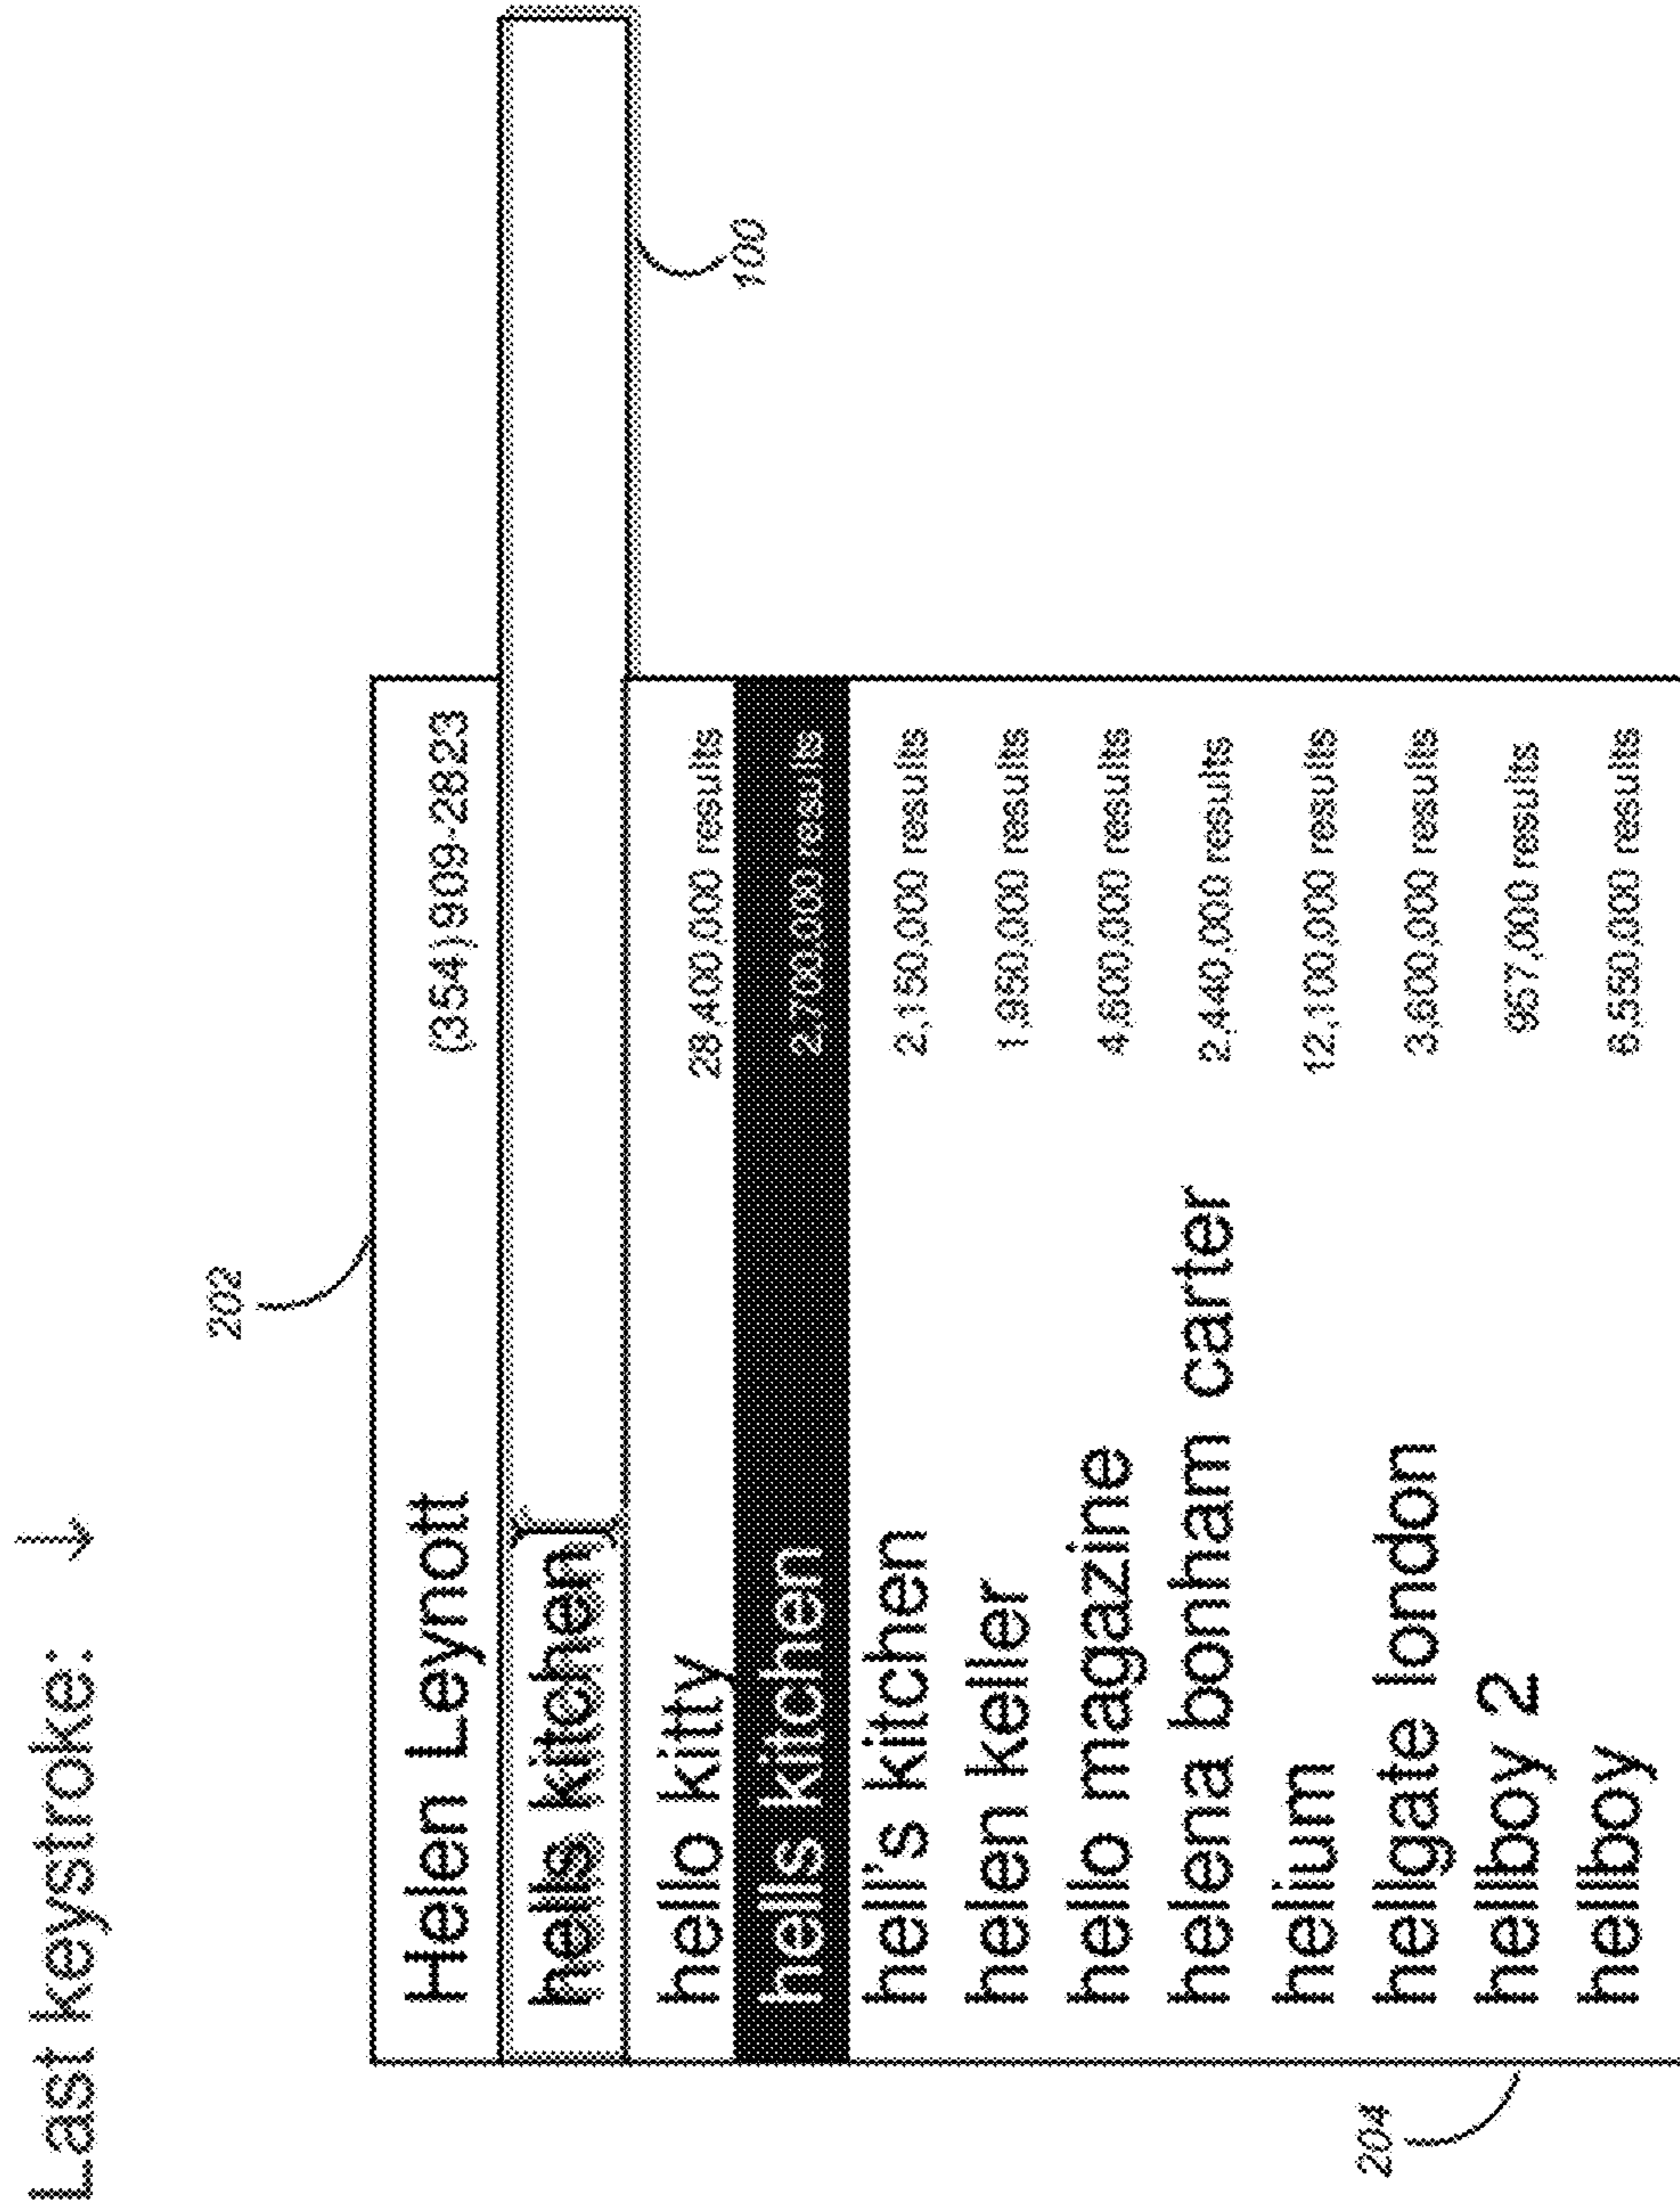 Last keystroke: ↓
202
Helen Leynott (354) 909-2823
hells kitchen
100
hello kitty 28,400,000 results
hells kitchen 2,700,000 results
hell's kitchen 2,150,000 results
helen keller 1,950,000 results
hello magazine 4,600,000 results
helena bonham carter 2,440,000 results
helium 12,100,000 results
hellgate london 3,600,000 results
hellboy 2 957,000 results
hellboy 6,550,000 results
204